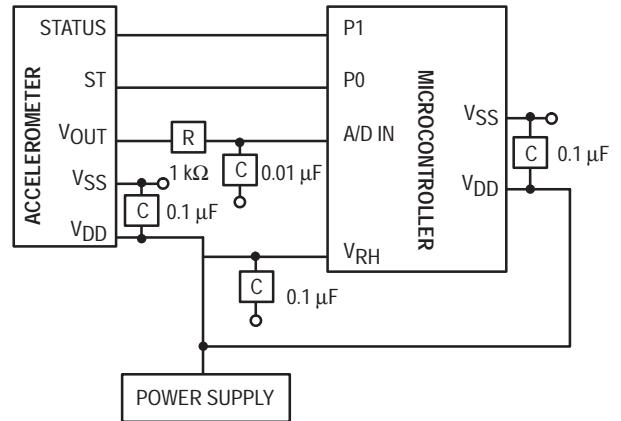 STATUS
ST
VOUT
VSS
VDD
ACCELEROMETER
R
1 kΩ
C
0.01 μF
C
0.1 μF
P1
P0
A/D IN
VRH
MICROCONTROLLER
VSS
VDD
C
0.1 μF
C
0.1 μF
POWER SUPPLY